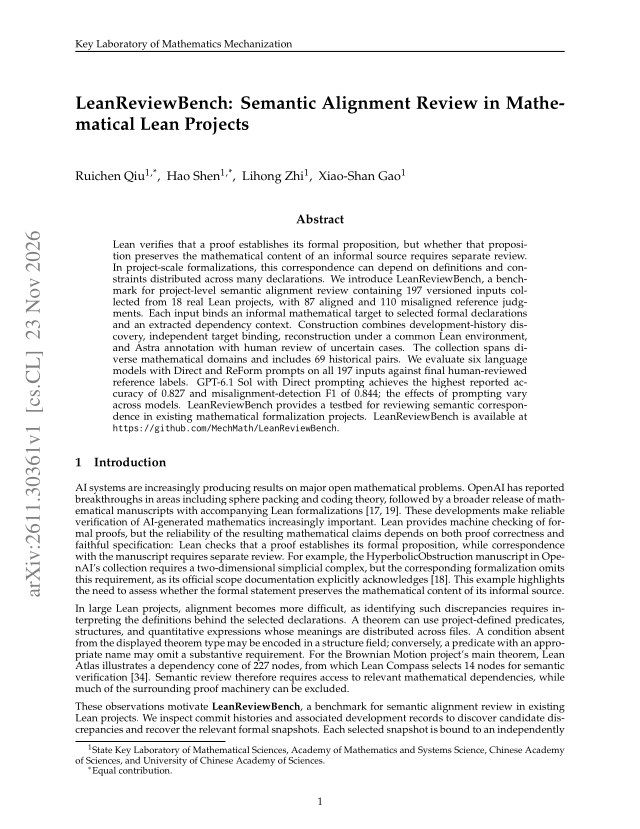 Key Laboratory of Mathematics Mechanization
LeanReviewBench: Semantic Alignment Review in Mathe-
matical Lean Projects
Ruichen Qiu1,*, Hao Shen1,*, Lihong Zhi1, Xiao-Shan Gao1
Abstract
Lean verifies that a proof establishes its formal proposition, but whether that proposi-
tion preserves the mathematical content of an informal source requires separate review.
In project-scale formalizations, this correspondence can depend on definitions and con-
straints distributed across many declarations. We introduce LeanReviewBench, a bench-
mark for project-level semantic alignment review containing 197 versioned inputs col-
lected from 18 real Lean projects, with 87 aligned and 110 misaligned reference judg-
ments. Each input binds an informal mathematical target to selected formal declarations
and an extracted dependency context. Construction combines development-history dis-
covery, independent target binding, reconstruction under a common Lean environment,
and Astra annotation with human review of uncertain cases. The collection spans di-
verse mathematical domains and includes 69 historical pairs. We evaluate six language
models with Direct and ReForm prompts on all 197 inputs against final human-reviewed
reference labels. GPT-6.1 Sol with Direct prompting achieves the highest reported ac-
curacy of 0.827 and misalignment-detection F1 of 0.844; the effects of prompting vary
across models. LeanReviewBench provides a testbed for reviewing semantic correspon-
dence in existing mathematical formalization projects. LeanReviewBench is available at
https://github.com/MechMath/LeanReviewBench.
1 Introduction
AI systems are increasingly producing results on major open mathematical problems. OpenAI has reported
breakthroughs in areas including sphere packing and coding theory, followed by a broader release of math-
ematical manuscripts with accompanying Lean formalizations [17, 19]. These developments make reliable
verification of AI-generated mathematics increasingly important. Lean provides machine checking of for-
mal proofs, but the reliability of the resulting mathematical claims depends on both proof correctness and
faithful specification: Lean checks that a proof establishes its formal proposition, while correspondence
with the manuscript requires separate review. For example, the HyperbolicObstruction manuscript in Ope-
nAI's collection requires a two-dimensional simplicial complex, but the corresponding formalization omits
this requirement, as its official scope documentation explicitly acknowledges [18]. This example highlights
the need to assess whether the formal statement preserves the mathematical content of its informal source.
In large Lean projects, alignment becomes more difficult, as identifying such discrepancies requires in-
terpreting the definitions behind the selected declarations. A theorem can use project-defined predicates,
structures, and quantitative expressions whose meanings are distributed across files. A condition absent
from the displayed theorem type may be encoded in a structure field; conversely, a predicate with an appro-
priate name may omit a substantive requirement. For the Brownian Motion project's main theorem, Lean
Atlas illustrates a dependency cone of 227 nodes, from which Lean Compass selects 14 nodes for semantic
verification [34]. Semantic review therefore requires access to relevant mathematical dependencies, while
much of the surrounding proof machinery can be excluded.
These observations motivate LeanReviewBench, a benchmark for semantic alignment review in existing
Lean projects. We inspect commit histories and associated development records to discover candidate dis-
crepancies and recover the relevant formal snapshots. Each selected snapshot is bound to an independently
1State Key Laboratory of Mathematical Sciences, Academy of Mathematics and Systems Science, Chinese Academy
of Sciences, and University of Chinese Academy of Sciences.
*Equal contribution.
1
arXiv:2611.30361v1 [cs.CL] 23 Nov 2026